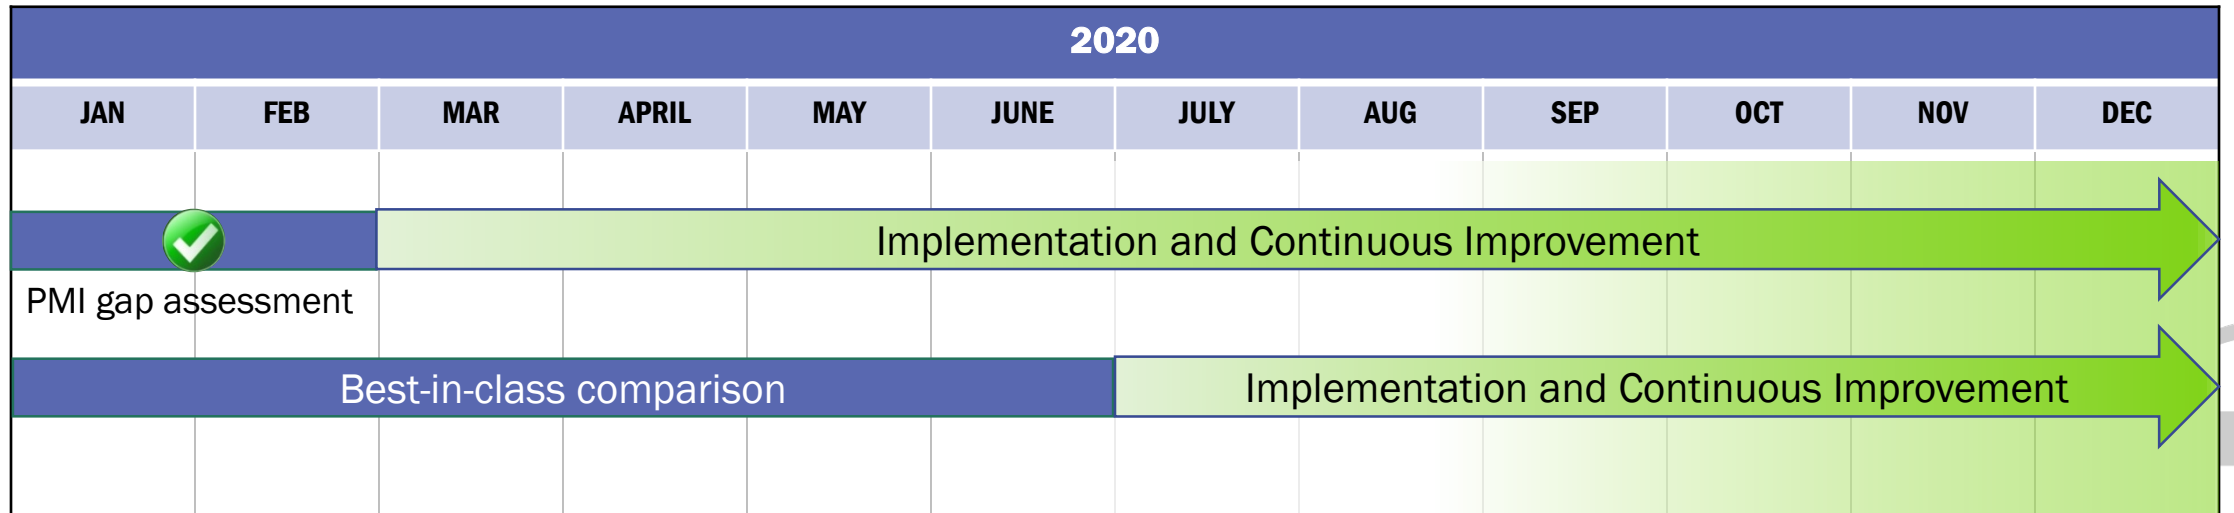 2020
JAN FEB MAR APRIL MAY JUNE JULY AUG SEP OCT NOV DEC
Implementation and Continuous Improvement
PMI gap assessment
Best-in-class comparison Implementation and Continuous Improvement